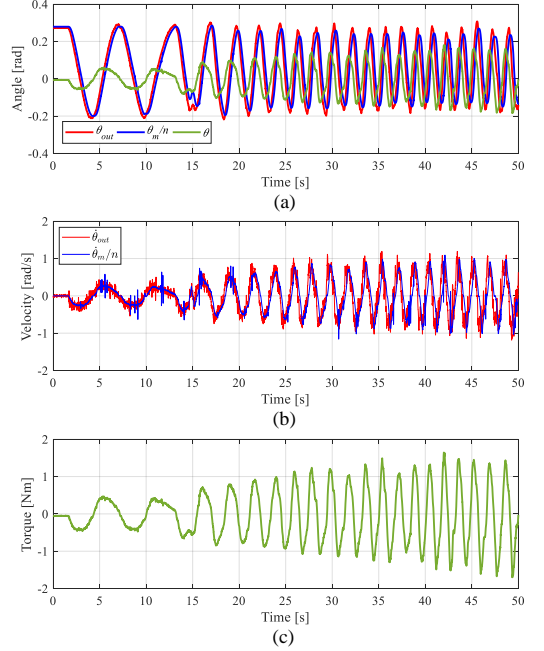 0.4
0.2
0
-0.2
-0.4
Angle [rad]
θout θm/n θ
0 5 10 15 20 25 30 35 40 45 50
Time [s]
(a)
2
1
0
-1
-2
Velocity [rad/s]
θ̇out
θ̇m/n
0 5 10 15 20 25 30 35 40 45 50
Time [s]
(b)
2
1
0
-1
-2
Torque [Nm]
0 5 10 15 20 25 30 35 40 45 50
Time [s]
(c)